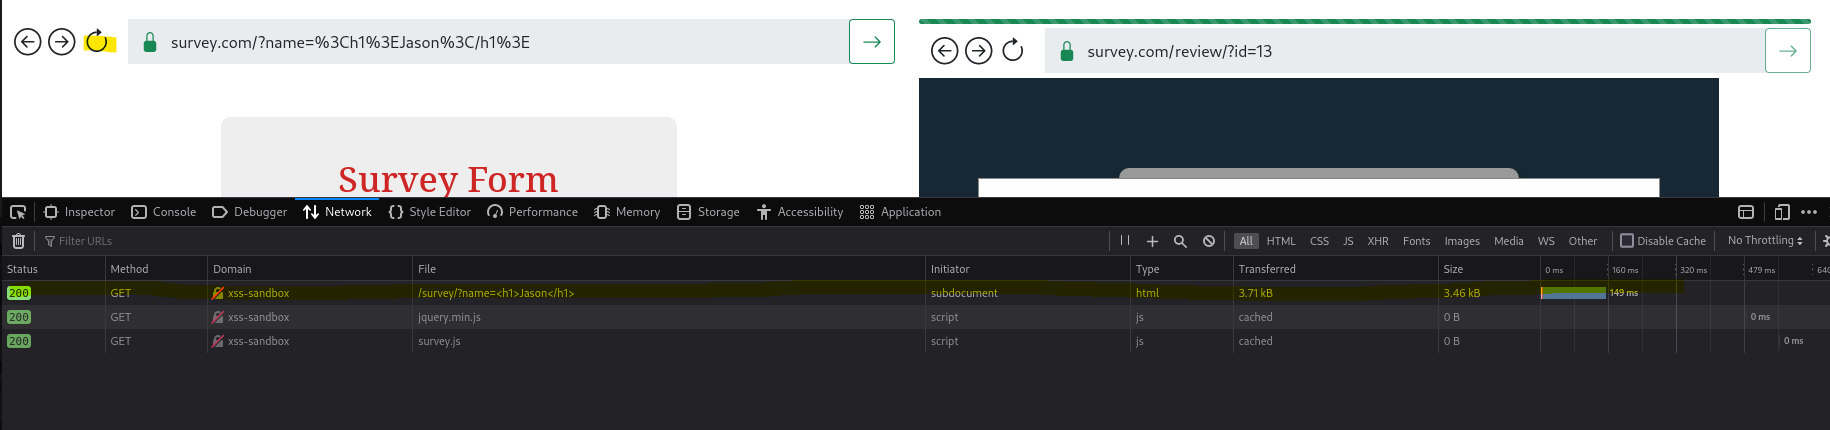 survey.com/?name=%3Ch1%3EJason%3C/h1%3E
survey.com/review/?id=13
Survey Form
Inspector Console Debugger Network Style Editor Performance Memory Storage Accessibility Application
Filter URLs All HTML CSS JS XHR Fonts Images Media WS Other Disable Cache No Throttling
Status Method Domain File Initiator Type Transferred Size 0 ms 160 ms 320 ms 479 ms 640
200 GET xss-sandbox /survey/?name=<h1>Jason</h1> subdocument html 3.71 kB 3.46 kB 149 ms
200 GET xss-sandbox jquery.min.js script js cached 0 B 0 ms
200 GET xss-sandbox survey.js script js cached 0 B 0 ms